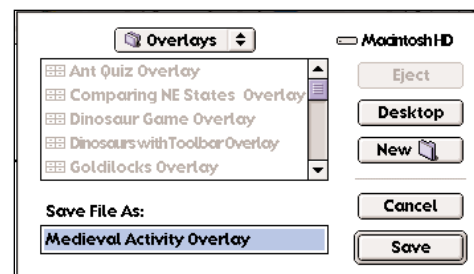 Overlays
Macintosh HD
Ant Quiz Overlay
Comparing NE States Overlay
Dinosaur Game Overlay
Dinosaurs with Toolbar Overlay
Goldilocks Overlay
Eject
Desktop
New
Save File As:
Medieval Activity Overlay
Cancel
Save